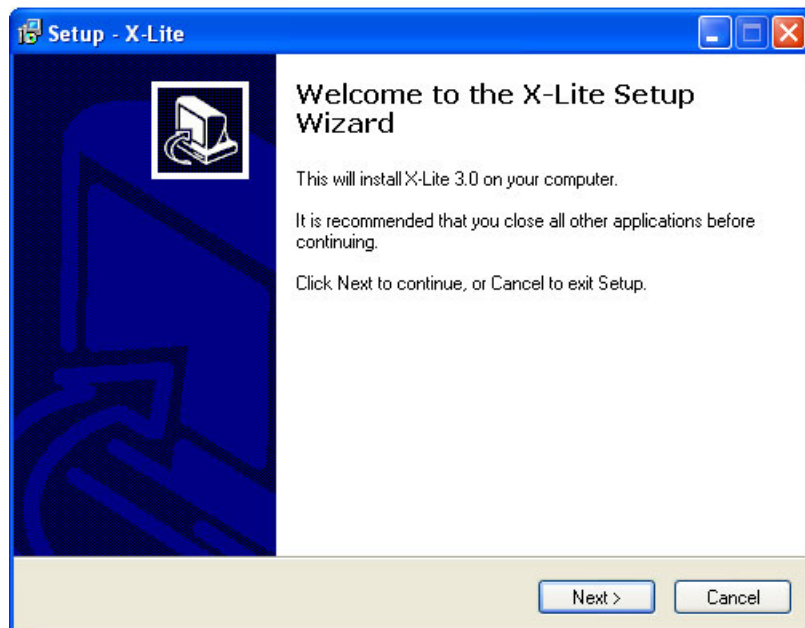 Setup - X-Lite
Welcome to the X-Lite Setup
Wizard
This will install X-Lite 3.0 on your computer.
It is recommended that you close all other applications before
continuing.
Click Next to continue, or Cancel to exit Setup.
Next >
Cancel